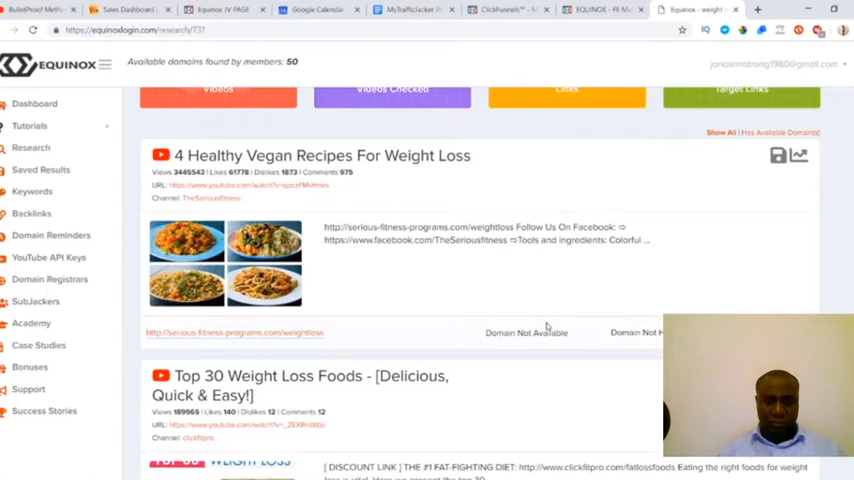 BulletProof Meth
Sales Dashboard
Equinox JV PAGE
Google Calendar
MyTrafficJacker
ClickFunnels™ - M
EQUINOX - FE M
Equinox - weight
https://equinoxlogin.com/research/737
EQUINOX
Available domains found by members: 50
Dashboard
Tutorials
Research
Saved Results
Keywords
Backlinks
Domain Reminders
YouTube API Keys
Domain Registrars
SubJackers
Academy
Case Studies
Bonuses
Support
Success Stories
Videos
Videos Checked
Links
Target Links
Show All | Has Available Domain(s)
4 Healthy Vegan Recipes For Weight Loss
Views 3445543 | Likes 61778 | Dislikes 1873 | Comments 975
Channel: TheSeriousfitness
http://serious-fitness-programs.com/weightloss Follow Us On Facebook: ⇨
https://www.facebook.com/TheSeriousfitness ⇨Tools and ingredients: Colorful ...
http://serious-fitness-programs.com/weightloss
Domain Not Available
Domain Not H
Top 30 Weight Loss Foods - [Delicious,
Quick & Easy!]
Views 189965 | Likes 140 | Dislikes 12 | Comments 12
Channel: clickfitpro
[ DISCOUNT LINK ] THE #1 FAT-FIGHTING DIET: http://www.clickfitpro.com/fatlossfoods Eating the right foods for weight